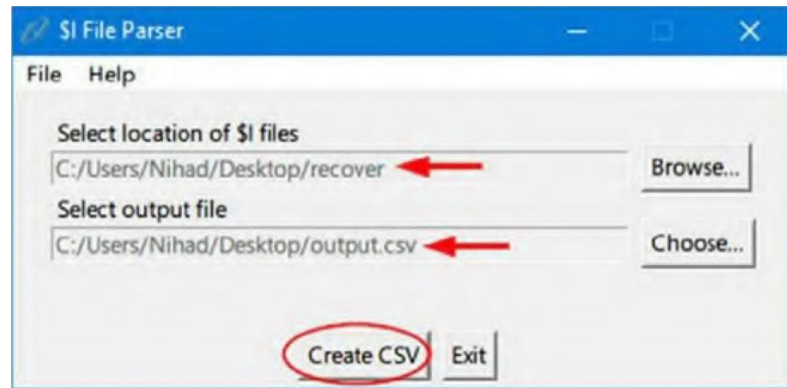 $I File Parser
File Help
Select location of $I files
C:/Users/Nihad/Desktop/recover
Browse...
Select output file
C:/Users/Nihad/Desktop/output.csv
Choose...
Create CSV Exit